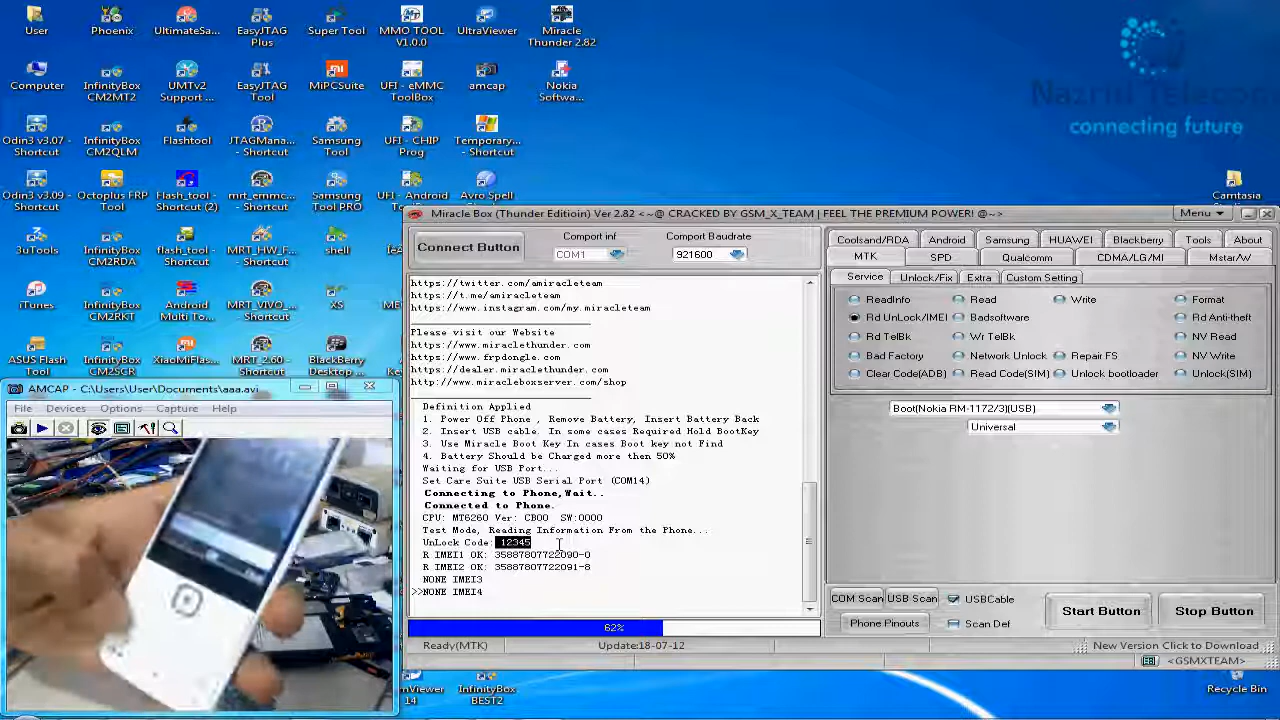 User
Phoenix
UltimateSa...
EasyJTAG
Plus
Super Tool
MMO TOOL
V1.0.0
UltraViewer
Miracle
Thunder 2.82
Computer
InfinityBox
CM2MT2
UMTv2
Support ...
EasyJTAG
Tool
MiPCSuite
UFI - eMMC
ToolBox
amcap
Nokia
Softwa...
Odin3 v3.07 -
Shortcut
InfinityBox
CM2QLM
Flashtool
JTAGMana...
- Shortcut
Samsung
Tool
UFI - CHIP
Prog
Temporary...
- Shortcut
Odin3 v3.09 -
Shortcut
Octoplus FRP
Tool
Flash_tool -
Shortcut (2)
mrt_emmc...
- Shortcut
Samsung
Tool PRO
UFI - Android
Avro Spell
3uTools
InfinityBox
CM2RDA
flash_tool -
Shortcut
MRT_HW_F...
- Shortcut
shell
iTunes
InfinityBox
CM2RKT
Android
Multi To...
MRT_VIVO_...
- Shortcut
XS
ASUS Flash
Tool
InfinityBox
CM2SCR
XiaoMiFlas...
MRT_2.60 -
Shortcut
BlackBerry
Desktop ...
Nazrul Telecom
connecting future
Camtasia
Shortcut
Miracle Box (Thunder Editioin) Ver 2.82 <~@ CRACKED BY GSM_X_TEAM | FEEL THE PREMIUM POWER! @~>
Menu
Connect Button
Comport inf
COM1
Comport Baudrate
921600
https://twitter.com/amiracleteam
https://t.me/amiracleteam
https://www.instagram.com/my.miracleteam
Please visit our Website
https://www.miraclethunder.com
https://www.frpdongle.com
https://dealer.miraclethunder.com
http://www.miracleboxserver.com/shop
Definition Applied
1. Power Off Phone , Remove Battery, Insert Battery Back
2. Insert USB cable. In some cases Required Hold BootKey
3. Use Miracle Boot Key In cases Boot key not Find
4. Battery Should be Charged more then 50%
Waiting for USB Port...
Set Care Suite USB Serial Port (COM14)
Connecting to Phone,Wait..
Connected to Phone.
CPU: MT6260 Ver: CB00 SW:0000
Test Mode, Reading Information From the Phone...
UnLock Code: 12345
R IMEI1 OK: 35887807722090-0
R IMEI2 OK: 35887807722091-8
NONE IMEI3
>>NONE IMEI4
62%
Ready(MTK)
Update:18-07-12
New Version Click to Download
<GSMXTEAM>
Coolsand/RDA
Android
Samsung
HUAWEI
Blackberry
Tools
About
MTK
SPD
Qualcomm
CDMA/LG/MI
Mstar/W
Service
Unlock/Fix
Extra
Custom Setting
ReadInfo
Read
Write
Format
Rd UnLock/IMEI
Badsoftware
Rd Anti-theft
Rd TelBk
Wr TelBk
NV Read
Bad Factory
Network Unlock
Repair FS
NV Write
Clear Code(ADB)
Read Code(SIM)
Unlock bootloader
Unlock(SIM)
Boot(Nokia RM-1172/3)(USB)
Universal
COM Scan
USB Scan
USBCable
Phone Pinouts
Scan Def
Start Button
Stop Button
AMCAP - C:\Users\User\Documents\aaa.avi
File
Devices
Options
Capture
Help
14
InfinityBox
BEST2
Recycle Bin